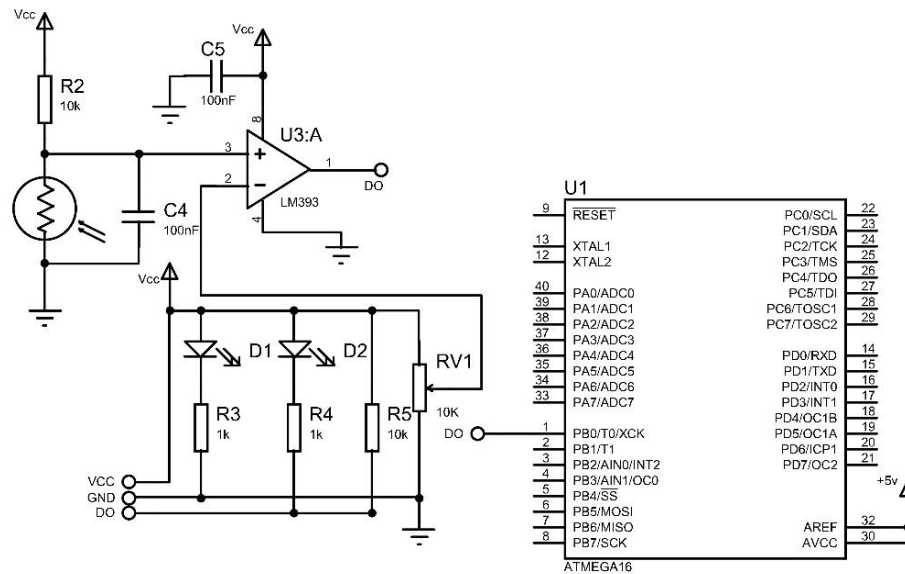 Vcc
R2
10k
C4
100nF
C5
100nF
Vcc
8
3
2
4
1
U3:A
LM393
DO
Vcc
D1
D2
R3
1k
R4
1k
R5
10k
RV1
10K
VCC
GND
DO
DO
U1
9 RESET
13 XTAL1
12 XTAL2
40 PA0/ADC0
39 PA1/ADC1
38 PA2/ADC2
37 PA3/ADC3
36 PA4/ADC4
35 PA5/ADC5
34 PA6/ADC6
33 PA7/ADC7
1 PB0/T0/XCK
2 PB1/T1
3 PB2/AIN0/INT2
4 PB3/AIN1/OC0
5 PB4/SS
6 PB5/MOSI
7 PB6/MISO
8 PB7/SCK
PC0/SCL 22
PC1/SDA 23
PC2/TCK 24
PC3/TMS 25
PC4/TDO 26
PC5/TDI 27
PC6/TOSC1 28
PC7/TOSC2 29
PD0/RXD 14
PD1/TXD 15
PD2/INT0 16
PD3/INT1 17
PD4/OC1B 18
PD5/OC1A 19
PD6/ICP1 20
PD7/OC2 21
+5v
AREF 32
AVCC 30
ATMEGA16